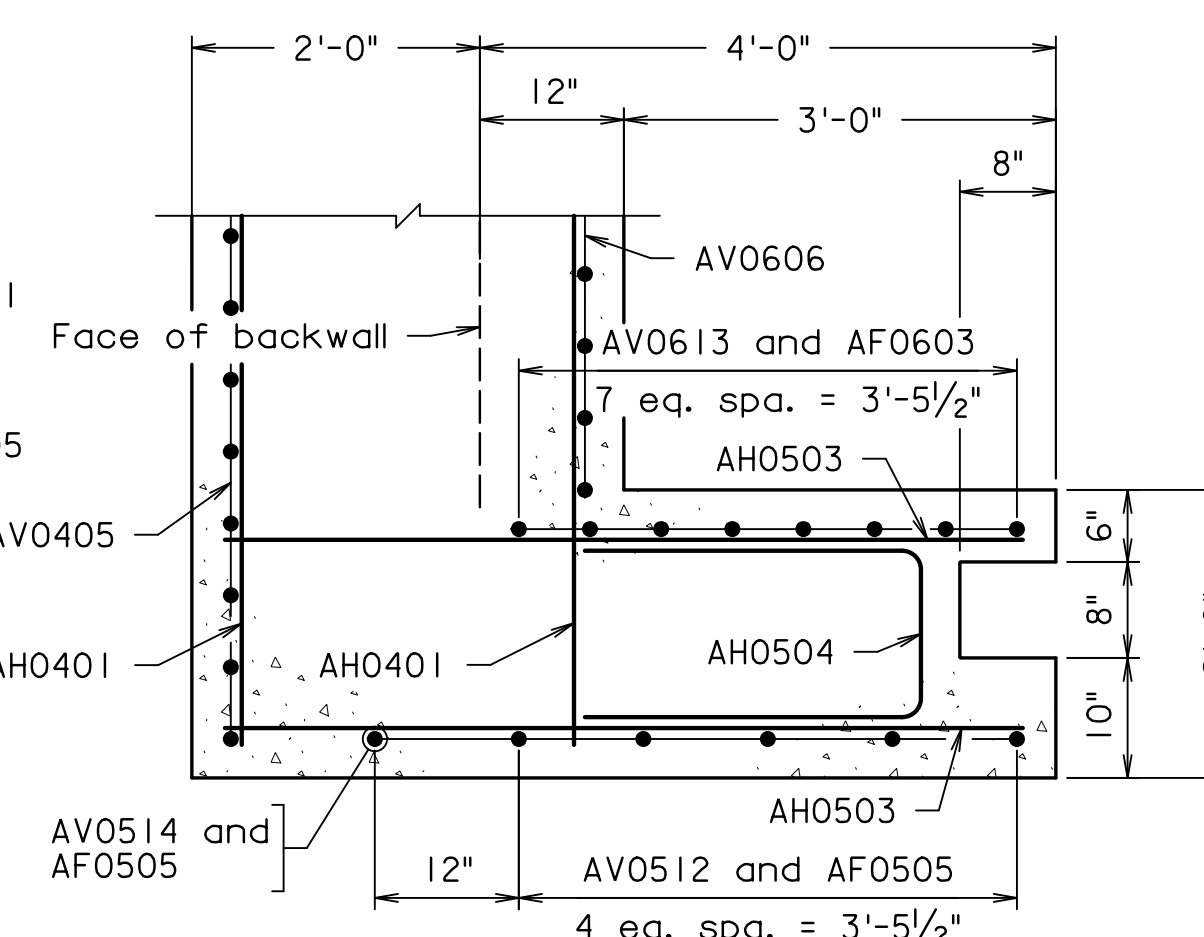 2'-0"
4'-0"
12"
3'-0"
8"
AV0606
Face of backwall
AV0613 and AF0603
7 eq. spa. = 3'-5½"
AH0503
AV0405
6"
8"
AH0401
AH0401
AH0504
10"
AH0503
AV0514 and
AF0505
12"
AV0512 and AF0505
4 eq. spa. = 3'-5½"